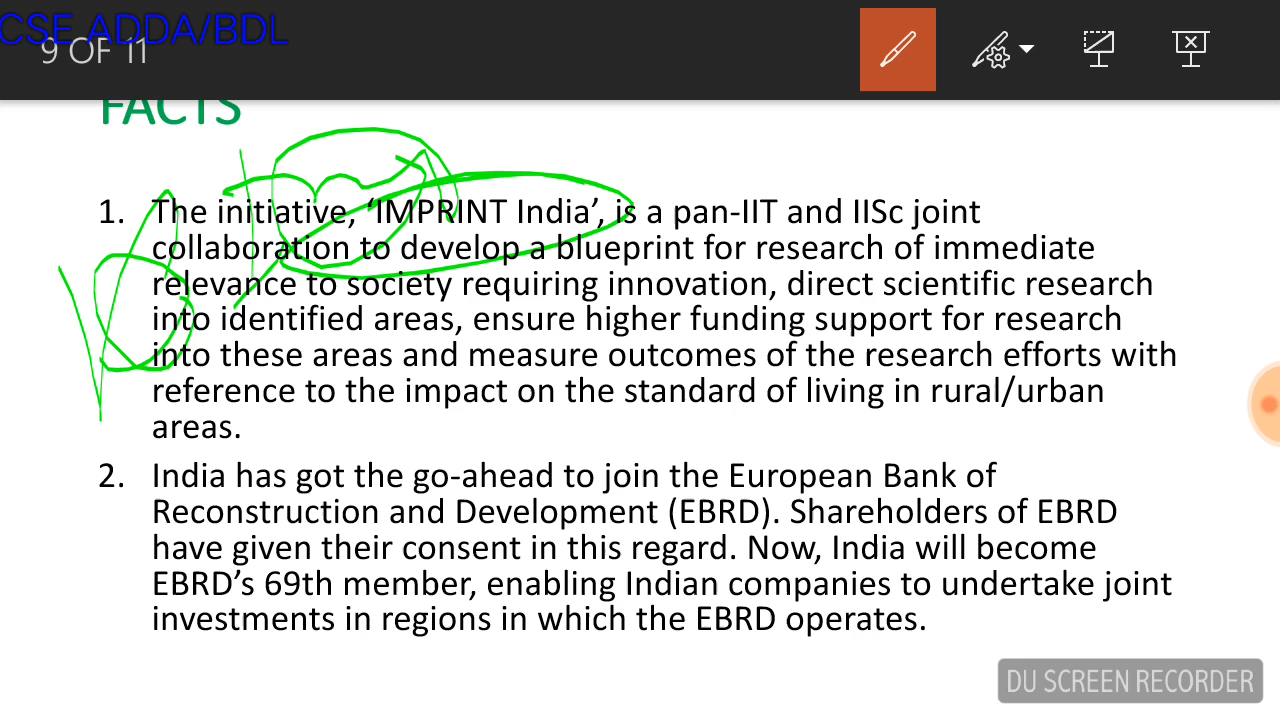 CSE ADDA/BDL
9 OF 11
FACTS
1. The initiative, ‘IMPRINT India’, is a pan-IIT and IISc joint
collaboration to develop a blueprint for research of immediate
relevance to society requiring innovation, direct scientific research
into identified areas, ensure higher funding support for research
into these areas and measure outcomes of the research efforts with
reference to the impact on the standard of living in rural/urban
areas.
2. India has got the go-ahead to join the European Bank of
Reconstruction and Development (EBRD). Shareholders of EBRD
have given their consent in this regard. Now, India will become
EBRD’s 69th member, enabling Indian companies to undertake joint
investments in regions in which the EBRD operates.
DU SCREEN RECORDER